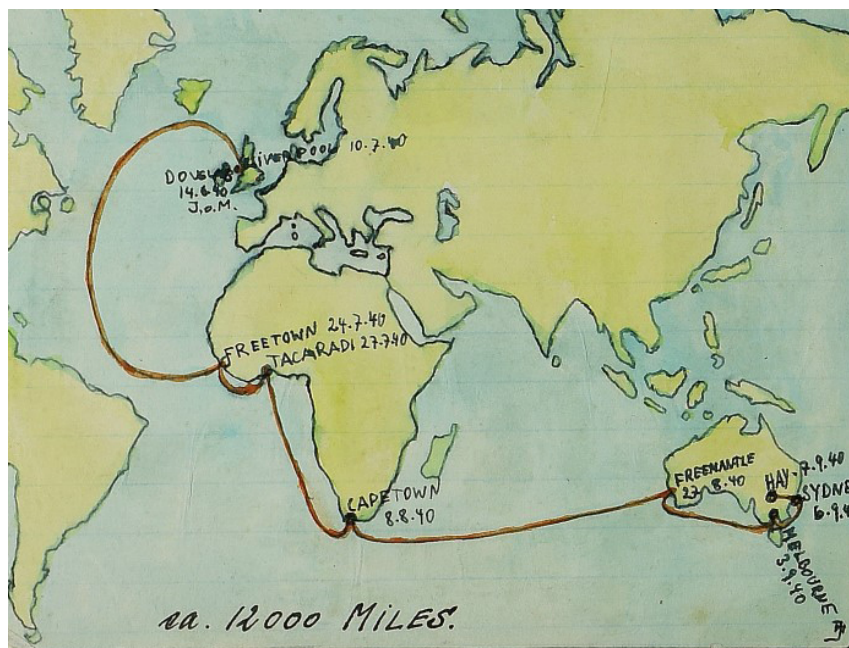 LIVERPOOL 10.7.40
DOUGLAS
14.6.40
J.o.M.
FREETOWN 24.7.40
TACARADI 27.7.40
CAPETOWN
8.8.40
FREEMANTLE
27 8.40
HAY - 7.9.40
SYDNE
6.9.4
MELBOURNE
3.9.40
ca. 12000 MILES.